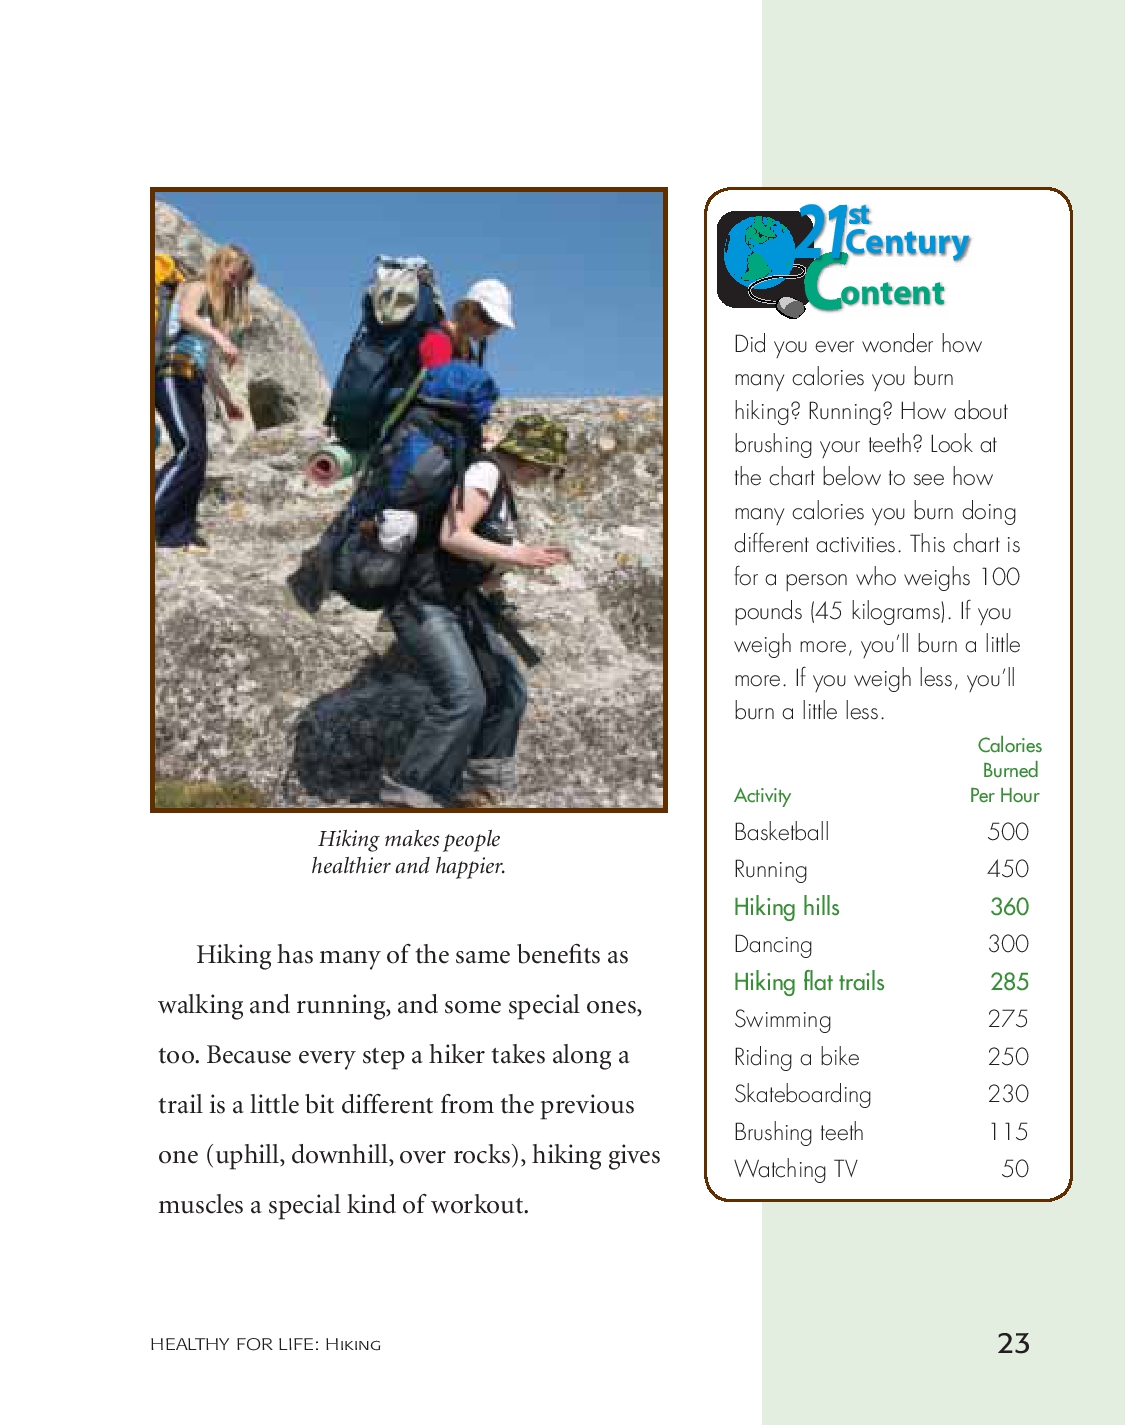 21st
Century
Content
Did you ever wonder how
many calories you burn
hiking? Running? How about
brushing your teeth? Look at
the chart below to see how
many calories you burn doing
different activities. This chart is
for a person who weighs 100
pounds (45 kilograms). If you
weigh more, you'll burn a little
more. If you weigh less, you'll
burn a little less.
Calories
Burned
Activity Per Hour
Basketball 500
Running 450
Hiking hills 360
Dancing 300
Hiking flat trails 285
Swimming 275
Riding a bike 250
Skateboarding 230
Brushing teeth 115
Watching TV 50
Hiking makes people
healthier and happier.
Hiking has many of the same benefits as
walking and running, and some special ones,
too. Because every step a hiker takes along a
trail is a little bit different from the previous
one (uphill, downhill, over rocks), hiking gives
muscles a special kind of workout.
HEALTHY FOR LIFE: HIKING
23